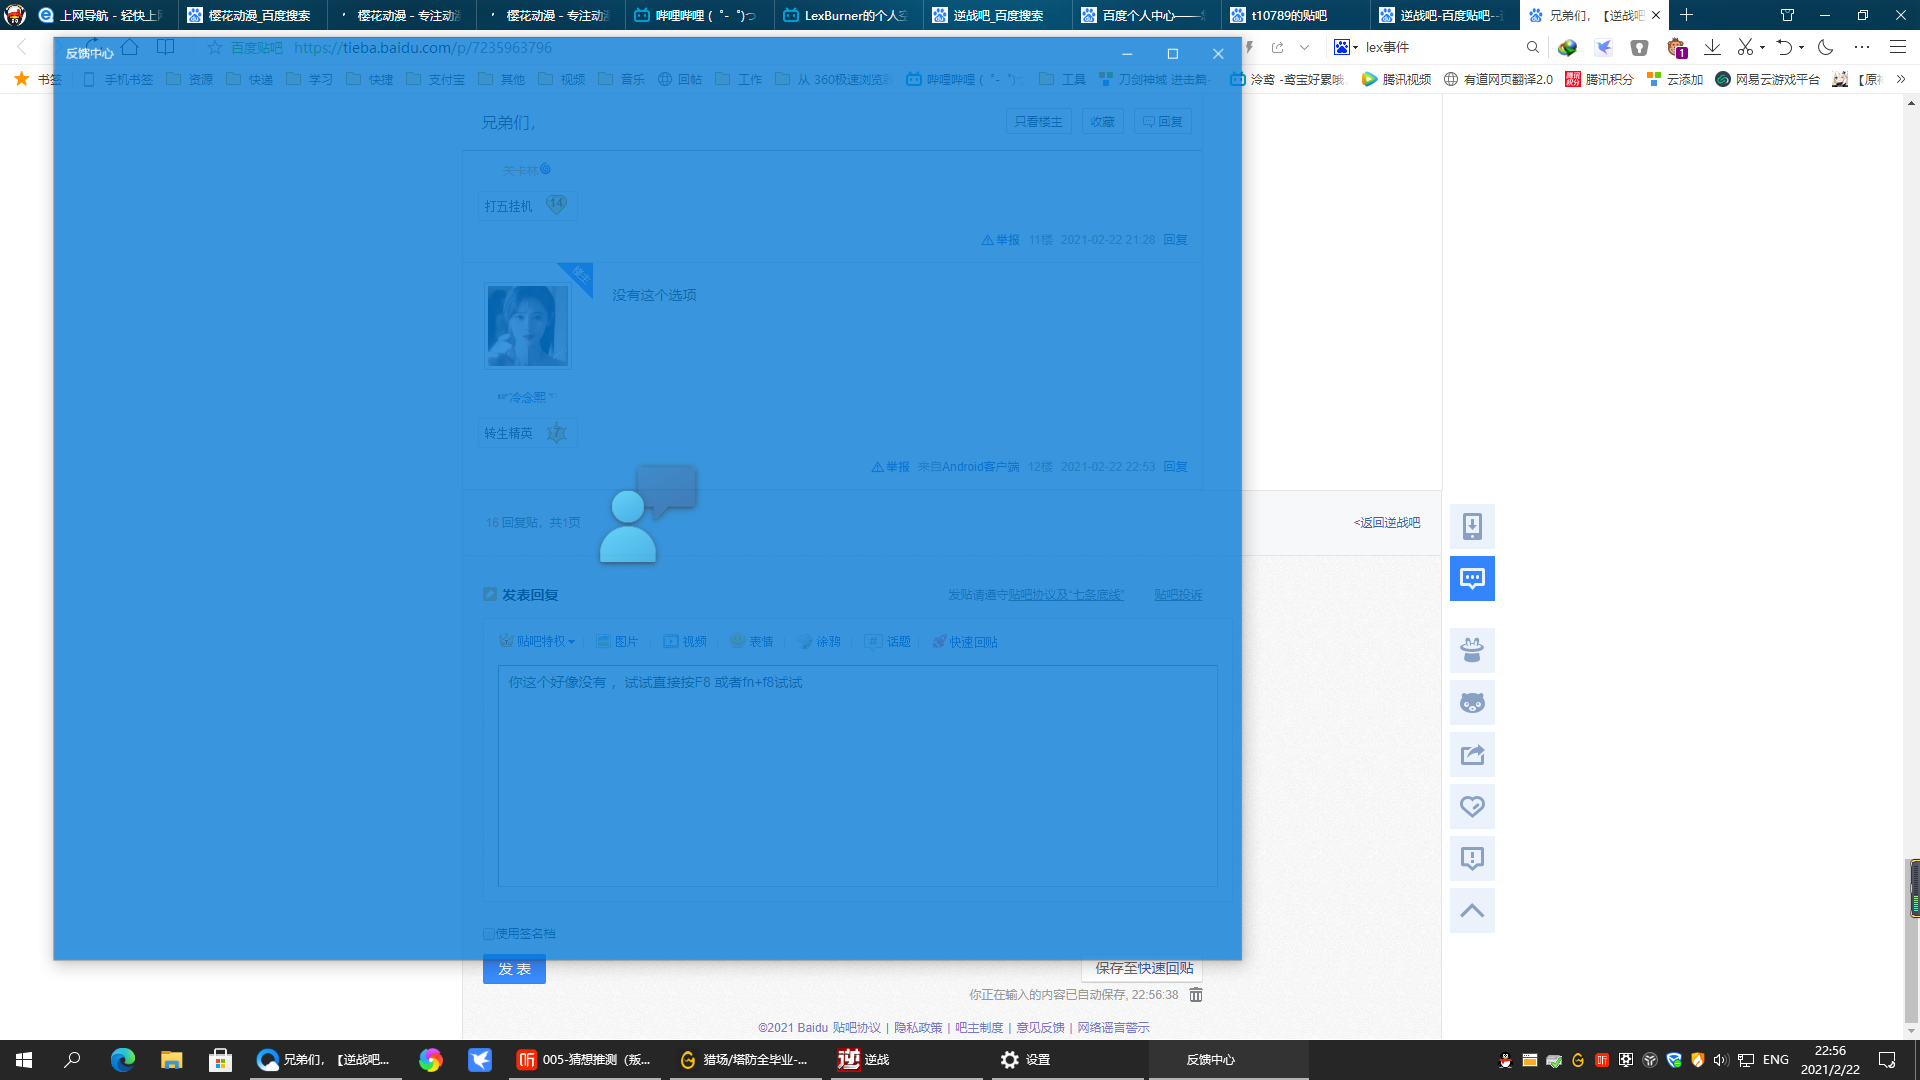 上网导航 - 轻快上网
樱花动漫_百度搜索
樱花动漫 - 专注动漫
樱花动漫 - 专注动漫
哔哩哔哩 ( ゜- ゜)つ
LexBurner的个人空
逆战吧_百度搜索
百度个人中心——
t10789的贴吧
逆战吧-百度贴吧--
兄弟们，【逆战吧
反馈中心
百度贴吧 https://tieba.baidu.com/p/7235963796
lex事件
书签
手机书签
资源
快递
学习
快捷
支付宝
其他
视频
音乐
回帖
工作
从 360极速浏览器
哔哩哔哩 ( ゜- ゜)
工具
刀剑神域 进击篇-
泠鸢 -鸢宝好累哦
腾讯视频
有道网页翻译2.0
腾讯积分
云添加
网易云游戏平台
【原
兄弟们，
只看楼主
收藏
回复
关卡林
打五挂机 14
举报 11楼 2021-02-22 21:28 回复
楼主
没有这个选项
冷念熙
转生精英 7
举报 来自Android客户端 12楼 2021-02-22 22:53 回复
16 回复贴，共1页
<返回逆战吧
发表回复
发贴请遵守贴吧协议及“七条底线”
贴吧投诉
贴吧特权
图片
视频
表情
涂鸦
话题
快速回贴
你这个好像没有 ，试试直接按F8 或者fn+f8试试
使用签名档
发 表
保存至快速回贴
你正在输入的内容已自动保存, 22:56:38
©2021 Baidu 贴吧协议 | 隐私政策 | 吧主制度 | 意见反馈 | 网络谣言警示
兄弟们，【逆战吧...
005-猜想推测（叛...
猎场/塔防全毕业-...
逆战
设置
反馈中心
ENG
22:56
2021/2/22